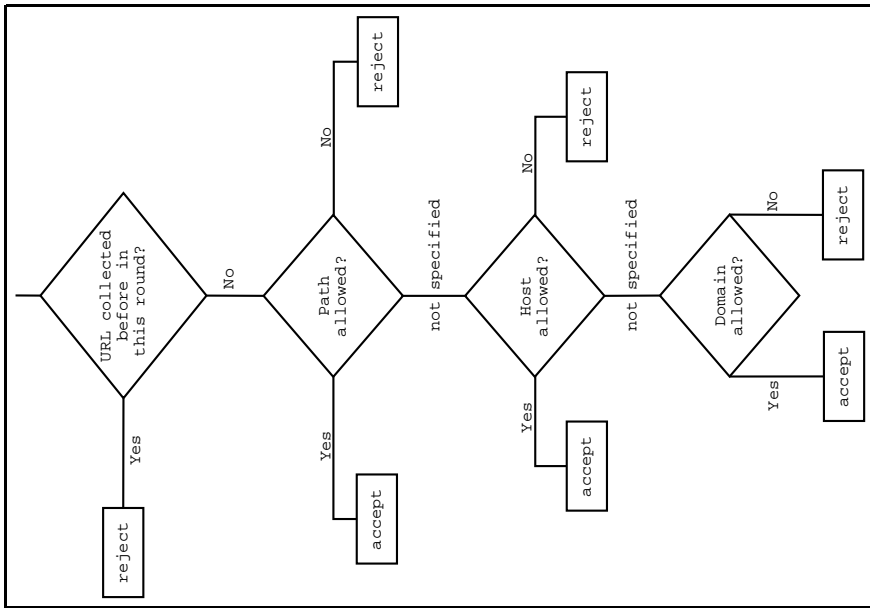 URL collected
before in
this round?
Yes
reject
No
Path
allowed?
Yes
accept
No
reject
not specified
Host
allowed?
Yes
accept
No
reject
not specified
Domain
allowed?
Yes
accept
No
reject